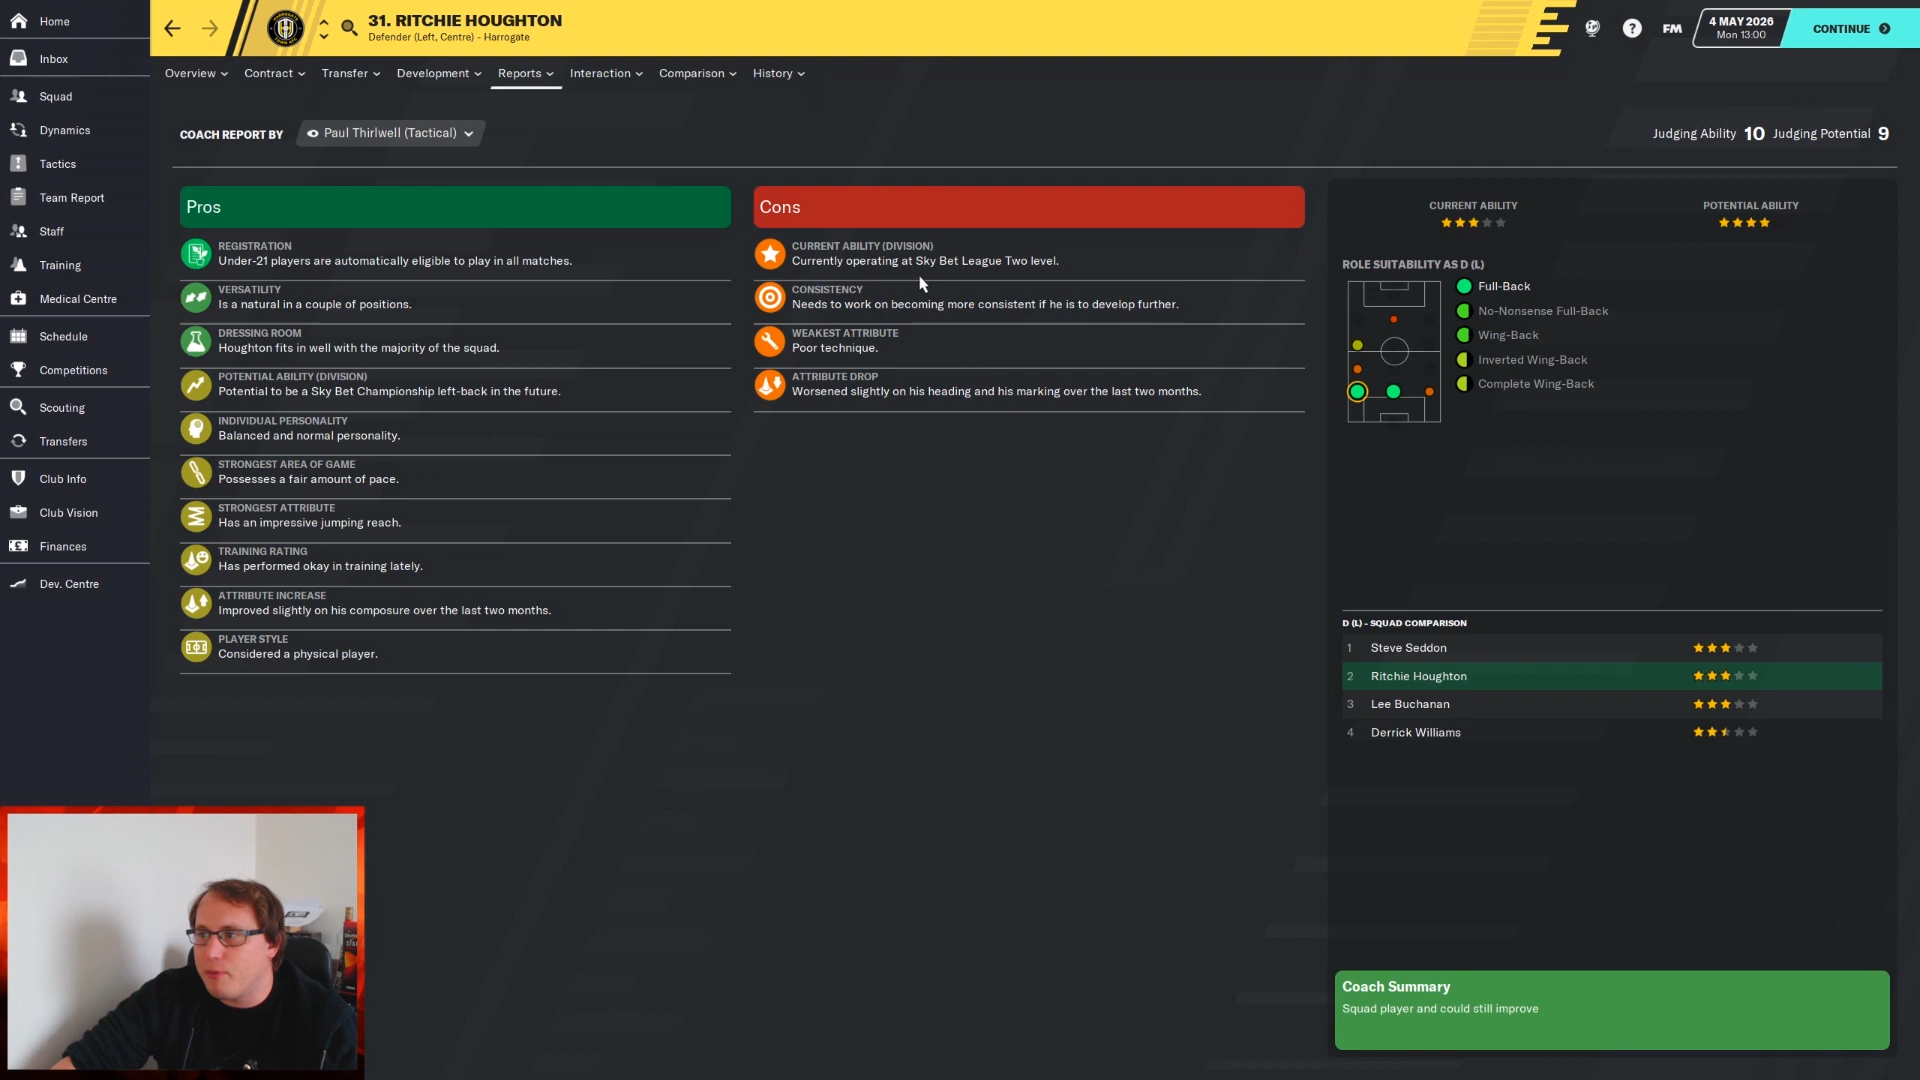 Home
Inbox
Squad
Dynamics
Tactics
Team Report
Staff
Training
Medical Centre
Schedule
Competitions
Scouting
Transfers
Club Info
Club Vision
Finances
Dev. Centre
31. RITCHIE HOUGHTON
Defender (Left, Centre) - Harrogate
FM
4 MAY 2026
Mon 13:00
CONTINUE
Overview
Contract
Transfer
Development
Reports
Interaction
Comparison
History
COACH REPORT BY
Paul Thirlwell (Tactical)
Judging Ability 10 Judging Potential 9
Pros
REGISTRATION
Under-21 players are automatically eligible to play in all matches.
VERSATILITY
Is a natural in a couple of positions.
DRESSING ROOM
Houghton fits in well with the majority of the squad.
POTENTIAL ABILITY (DIVISION)
Potential to be a Sky Bet Championship left-back in the future.
INDIVIDUAL PERSONALITY
Balanced and normal personality.
STRONGEST AREA OF GAME
Possesses a fair amount of pace.
STRONGEST ATTRIBUTE
Has an impressive jumping reach.
TRAINING RATING
Has performed okay in training lately.
ATTRIBUTE INCREASE
Improved slightly on his composure over the last two months.
PLAYER STYLE
Considered a physical player.
Cons
CURRENT ABILITY (DIVISION)
Currently operating at Sky Bet League Two level.
CONSISTENCY
Needs to work on becoming more consistent if he is to develop further.
WEAKEST ATTRIBUTE
Poor technique.
ATTRIBUTE DROP
Worsened slightly on his heading and his marking over the last two months.
CURRENT ABILITY
POTENTIAL ABILITY
ROLE SUITABILITY AS D (L)
Full-Back
No-Nonsense Full-Back
Wing-Back
Inverted Wing-Back
Complete Wing-Back
D (L) - SQUAD COMPARISON
1 Steve Seddon
2 Ritchie Houghton
3 Lee Buchanan
4 Derrick Williams
Coach Summary
Squad player and could still improve